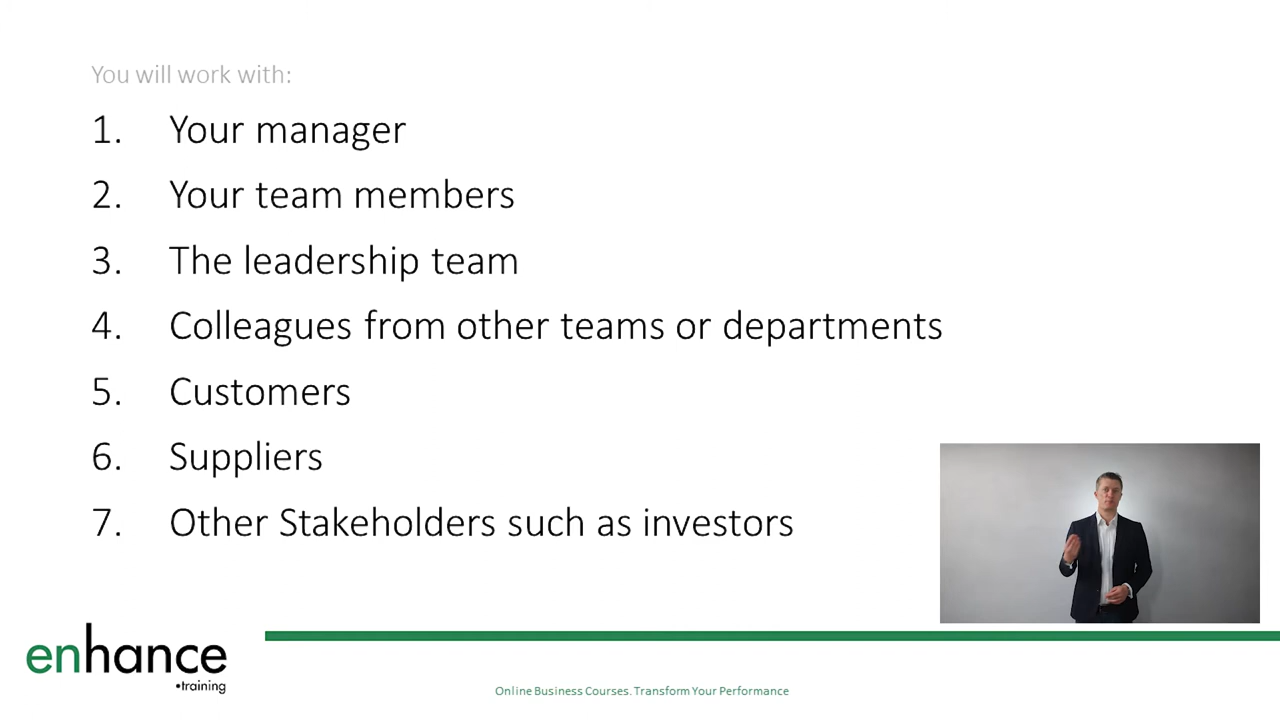 You will work with:
1. Your manager
2. Your team members
3. The leadership team
4. Colleagues from other teams or departments
5. Customers
6. Suppliers
7. Other Stakeholders such as investors
enhance
•training
Online Business Courses. Transform Your Performance